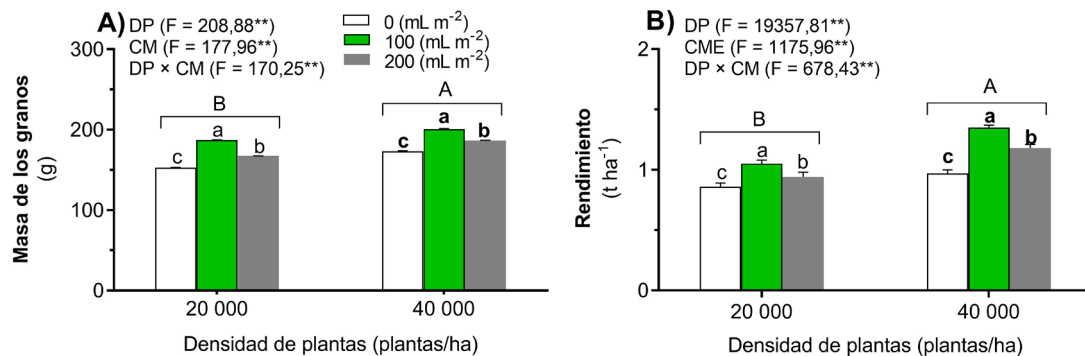 A)
DP (F = 208,88**)
CM (F = 177,96**)
DP × CM (F = 170,25**)
0 (mL m⁻²)
100 (mL m⁻²)
200 (mL m⁻²)
Masa de los granos
(g)
300
200
100
0
B
c
a
b
A
c
a
b
20 000
40 000
Densidad de plantas (plantas/ha)
B)
DP (F = 19357,81**)
CME (F = 1175,96**)
DP × CM (F = 678,43**)
Rendimiento
(t ha⁻¹)
2
1
0
B
c
a
b
A
c
a
b
20 000
40 000
Densidad de plantas (plantas/ha)